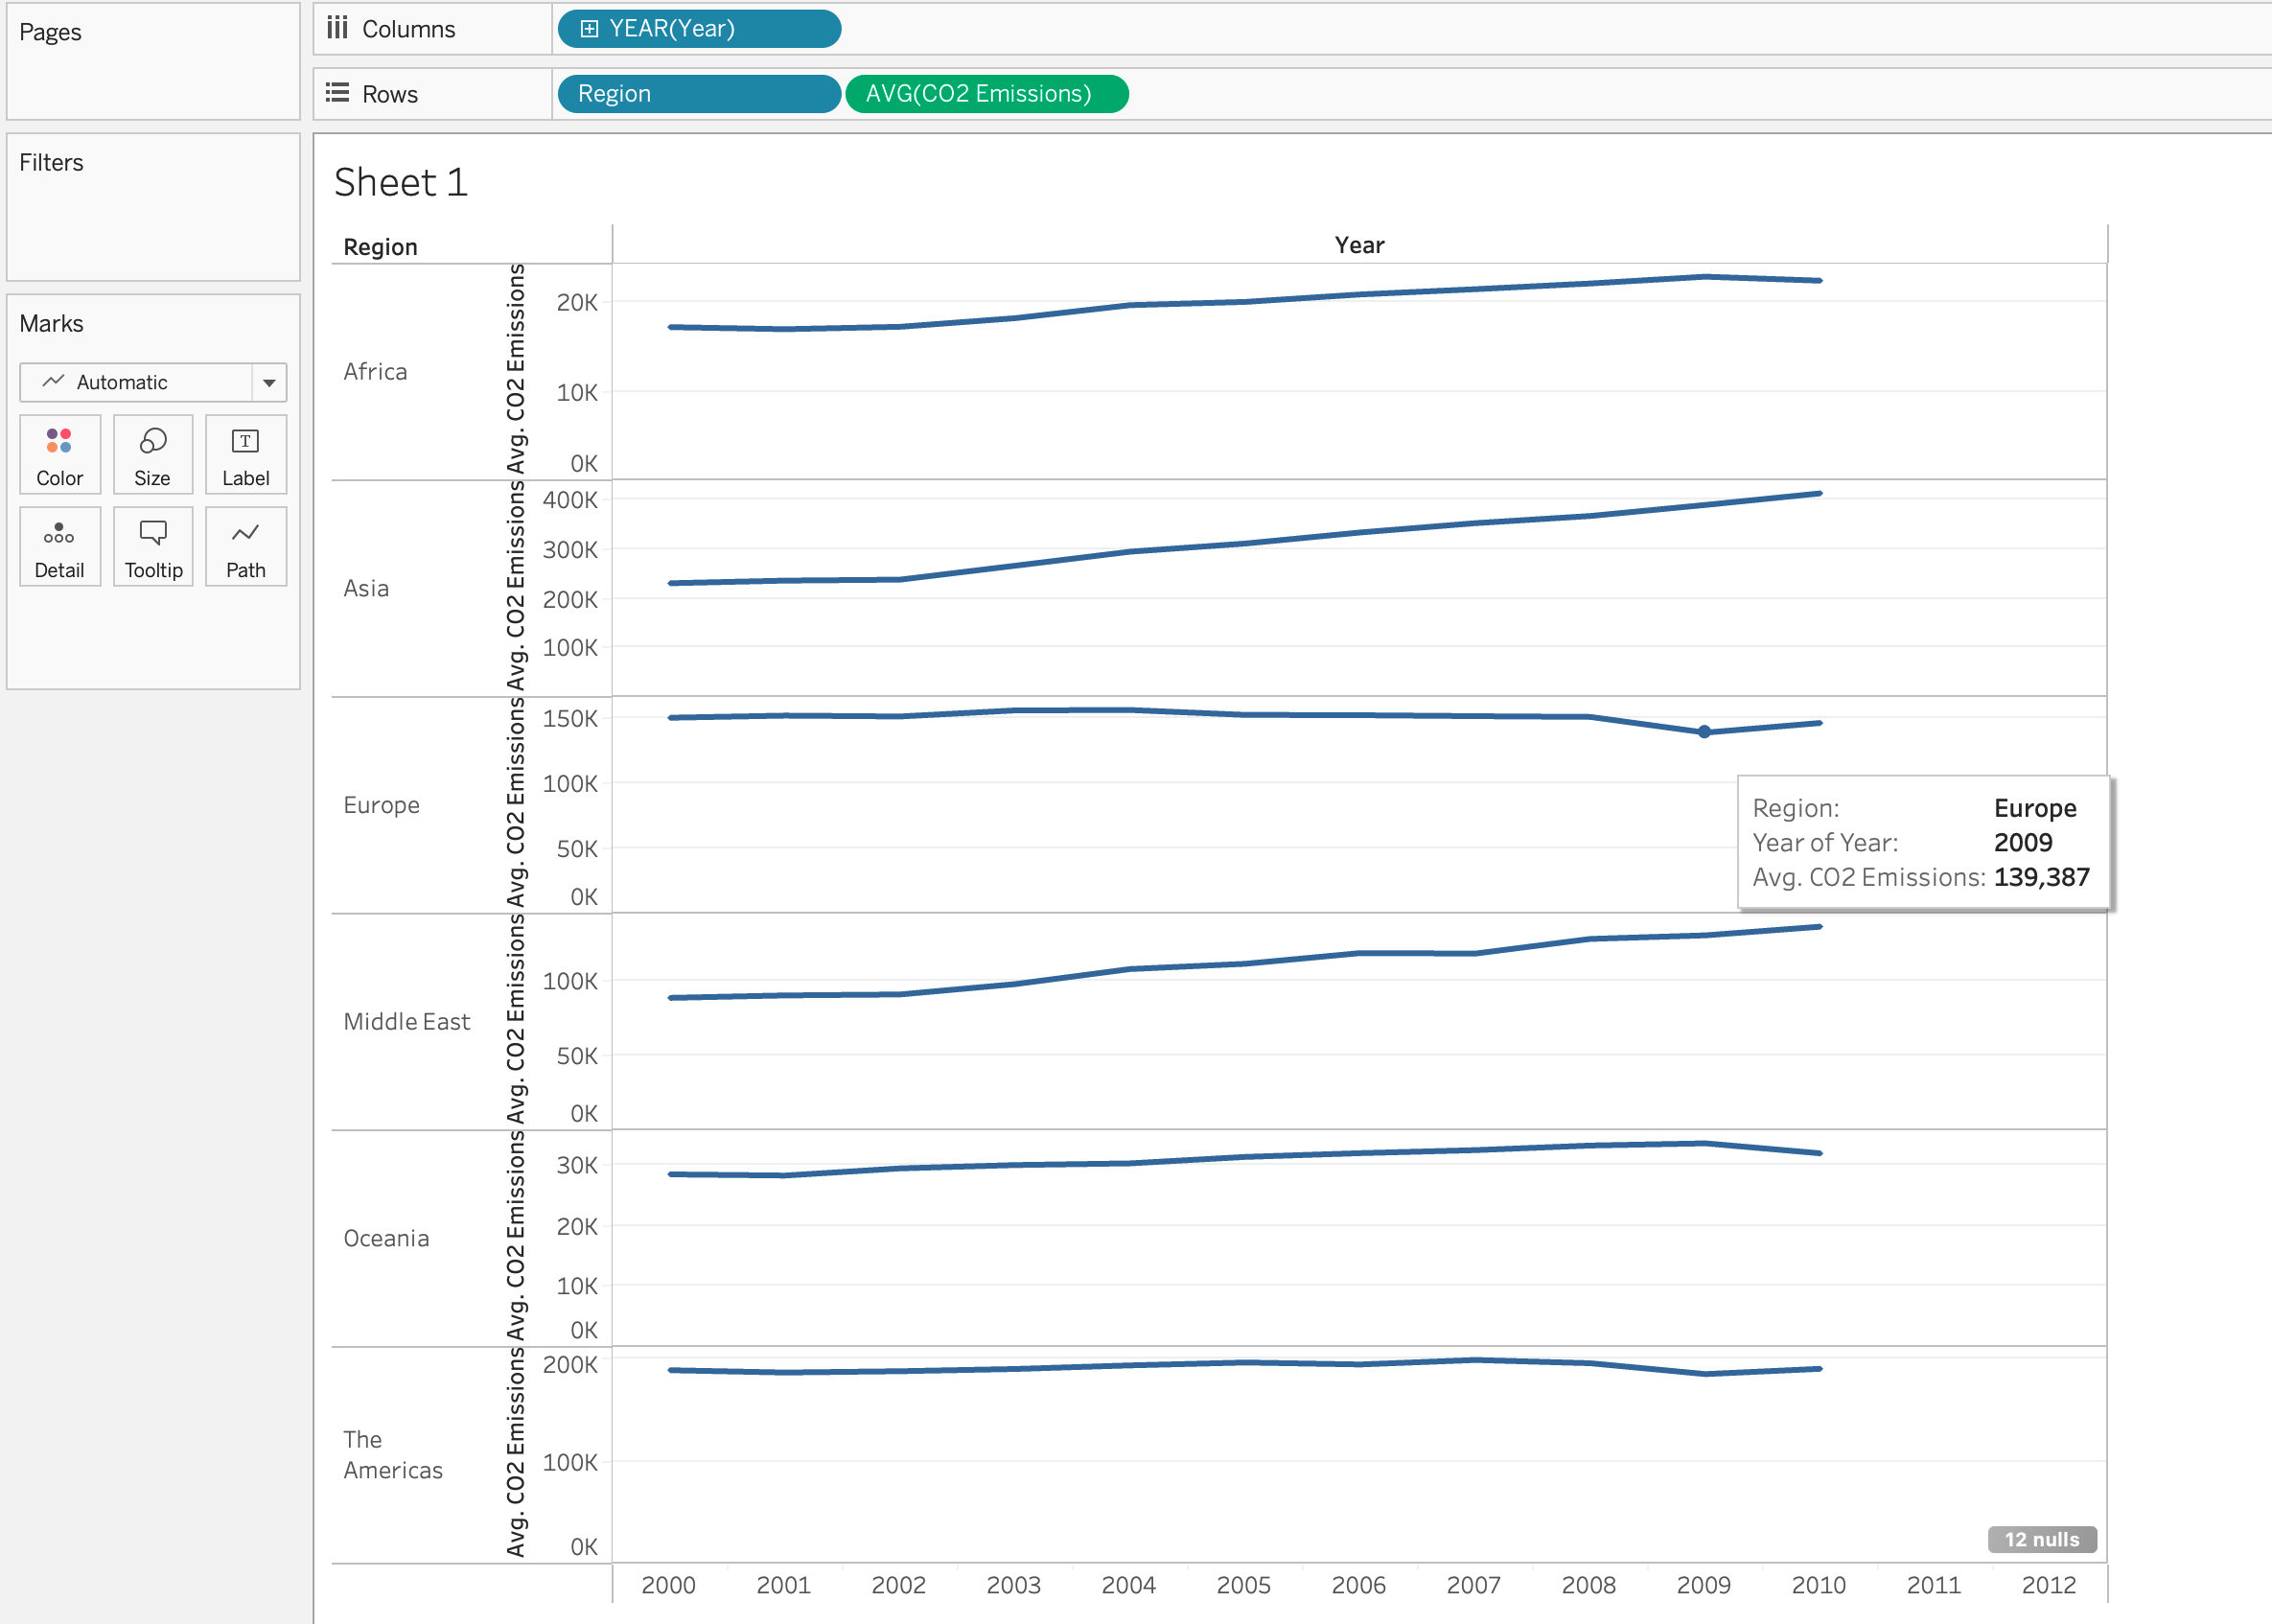 Pages
Columns
YEAR(Year)
Rows
Region
AVG(CO2 Emissions)
Filters
Marks
Automatic
Color
Size
Label
Detail
Tooltip
Path
Sheet 1
Region
Year
Africa
Avg. CO2 Emissions
20K
10K
0K
Asia
Avg. CO2 Emissions
400K
300K
200K
100K
Europe
Avg. CO2 Emissions
150K
100K
50K
0K
Region: Europe
Year of Year: 2009
Avg. CO2 Emissions: 139,387
Middle East
Avg. CO2 Emissions
100K
50K
0K
Oceania
Avg. CO2 Emissions
30K
20K
10K
0K
The
Americas
Avg. CO2 Emissions
200K
100K
0K
12 nulls
2000 2001 2002 2003 2004 2005 2006 2007 2008 2009 2010 2011 2012